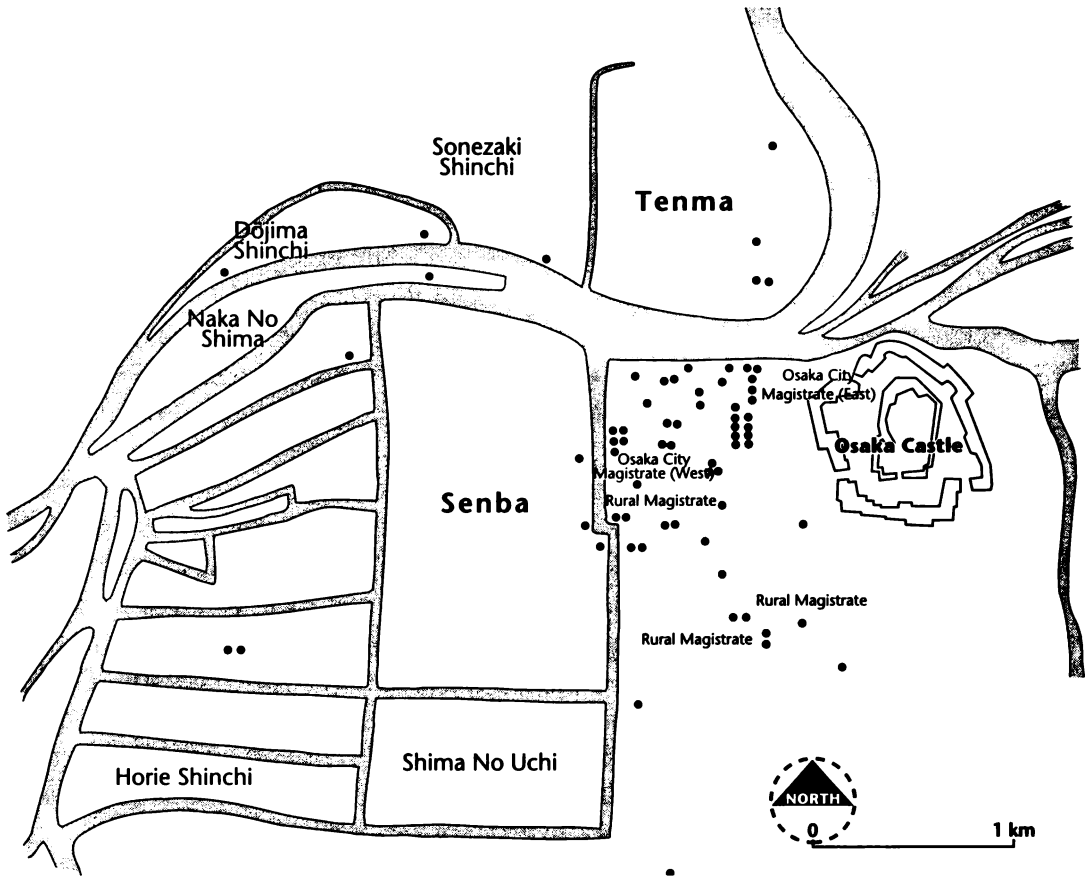 Sonezaki
Shinchi
Tenma
Dojima
Shinchi
Naka No
Shima
Osaka City
Magistrate (East)
Osaka Castle
Osaka City
Magistrate (West)
Rural Magistrate
Senba
Rural Magistrate
Rural Magistrate
Shima No Uchi
Horie Shinchi
NORTH
0 1 km